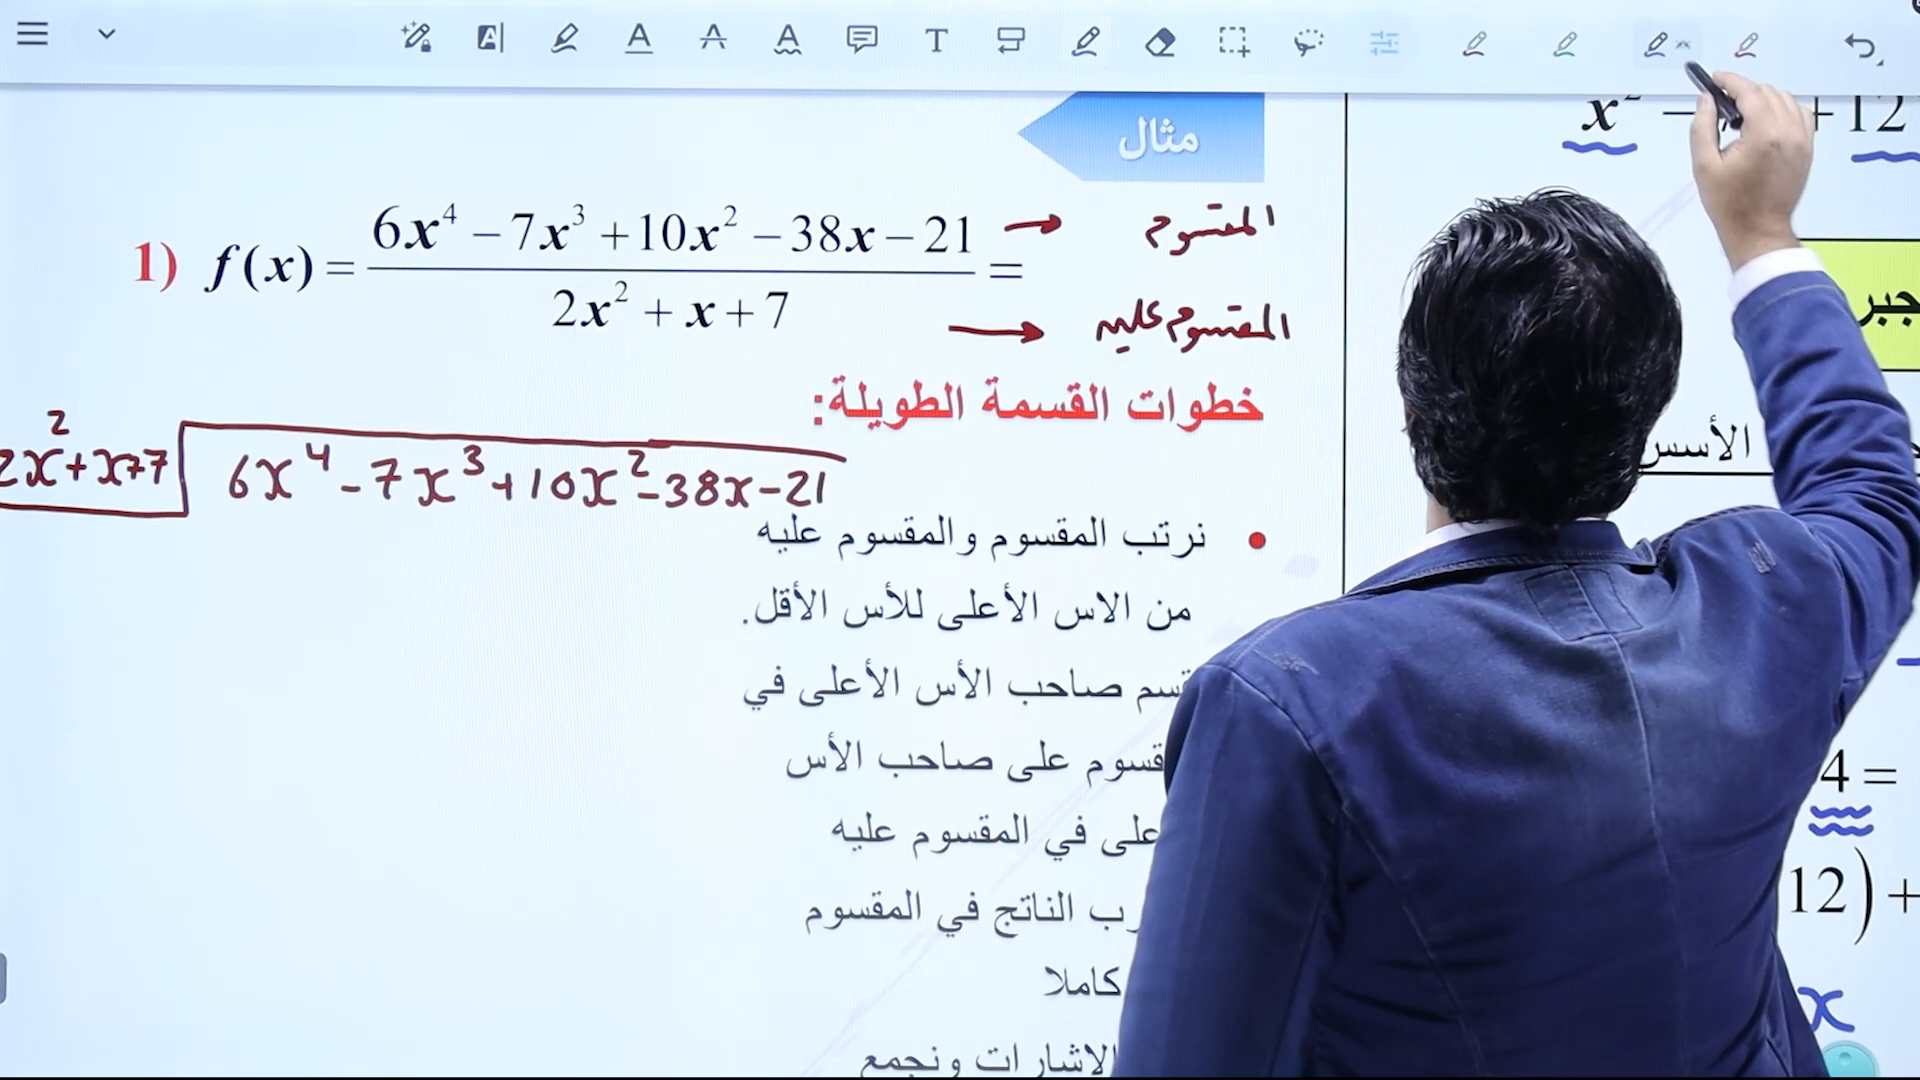 مثال
1) f(x) = (6x⁴ − 7x³ + 10x² − 38x − 21) / (2x² + x + 7) =
→ المقسوم
→ المقسوم عليه
خطوات القسمة الطويلة:
2x² + x + 7
6x⁴ - 7x³ + 10x² - 38x - 21
• نرتب المقسوم والمقسوم عليه
من الاس الأعلى للأس الأقل.
صاحب الأس الأعلى في
على صاحب الأس
في المقسوم عليه
الناتج في المقسوم
كاملا
الاشارات ونجمع
+ 12
جبر
الأسس
4 =
12) +
x